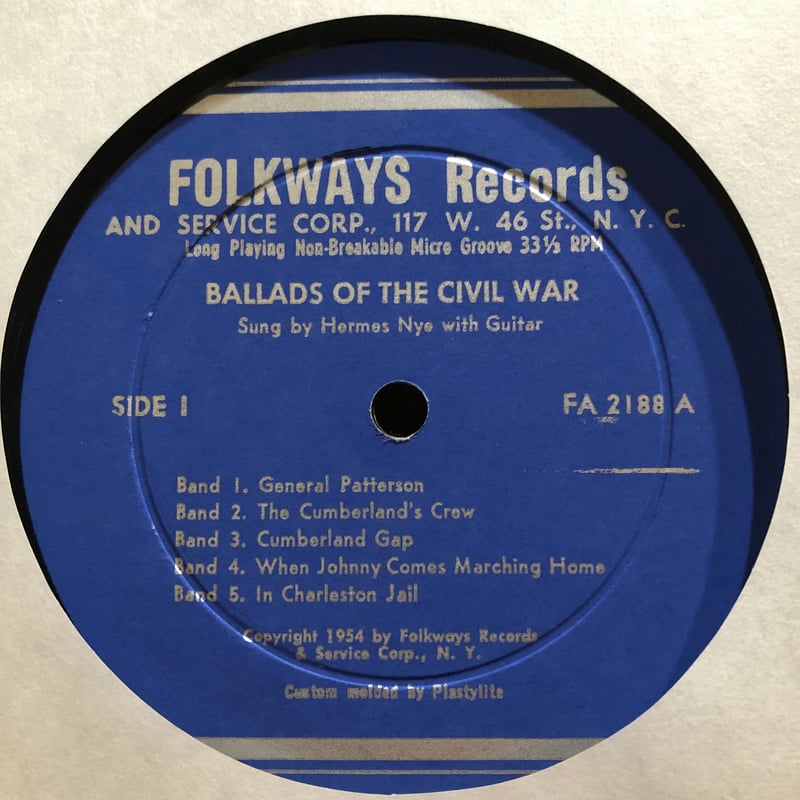 FOLKWAYS Records
AND SERVICE CORP., 117 W. 46 St., N. Y. C.
Long Playing Non-Breakable Micro Groove 33⅓ RPM
BALLADS OF THE CIVIL WAR
Sung by Hermes Nye with Guitar
SIDE I FA 2188 A
Band 1. General Patterson
Band 2. The Cumberland's Crew
Band 3. Cumberland Gap
Band 4. When Johnny Comes Marching Home
Band 5. In Charleston Jail
Copyright 1954 by Folkways Records
& Service Corp., N. Y.
Custom molded by Plastylite